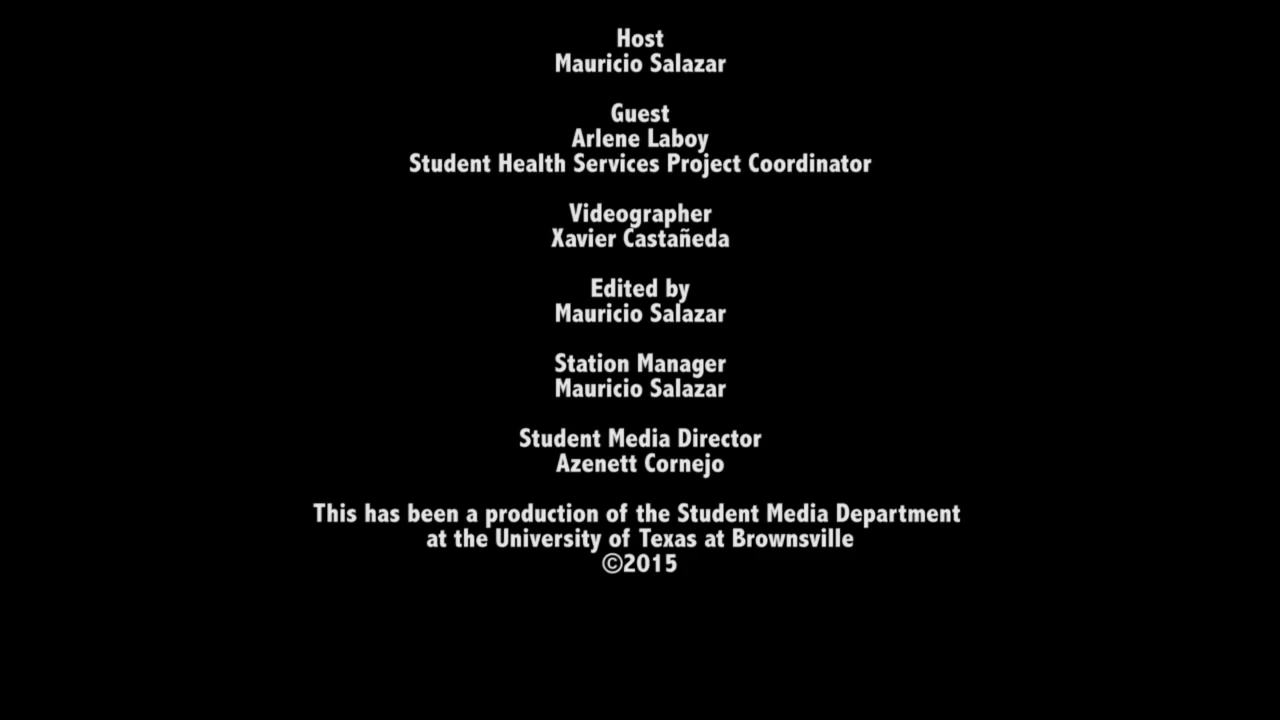 Host
Mauricio Salazar
Guest
Arlene Laboy
Student Health Services Project Coordinator
Videographer
Xavier Castañeda
Edited by
Mauricio Salazar
Station Manager
Mauricio Salazar
Student Media Director
Azenett Cornejo
This has been a production of the Student Media Department
at the University of Texas at Brownsville
©2015